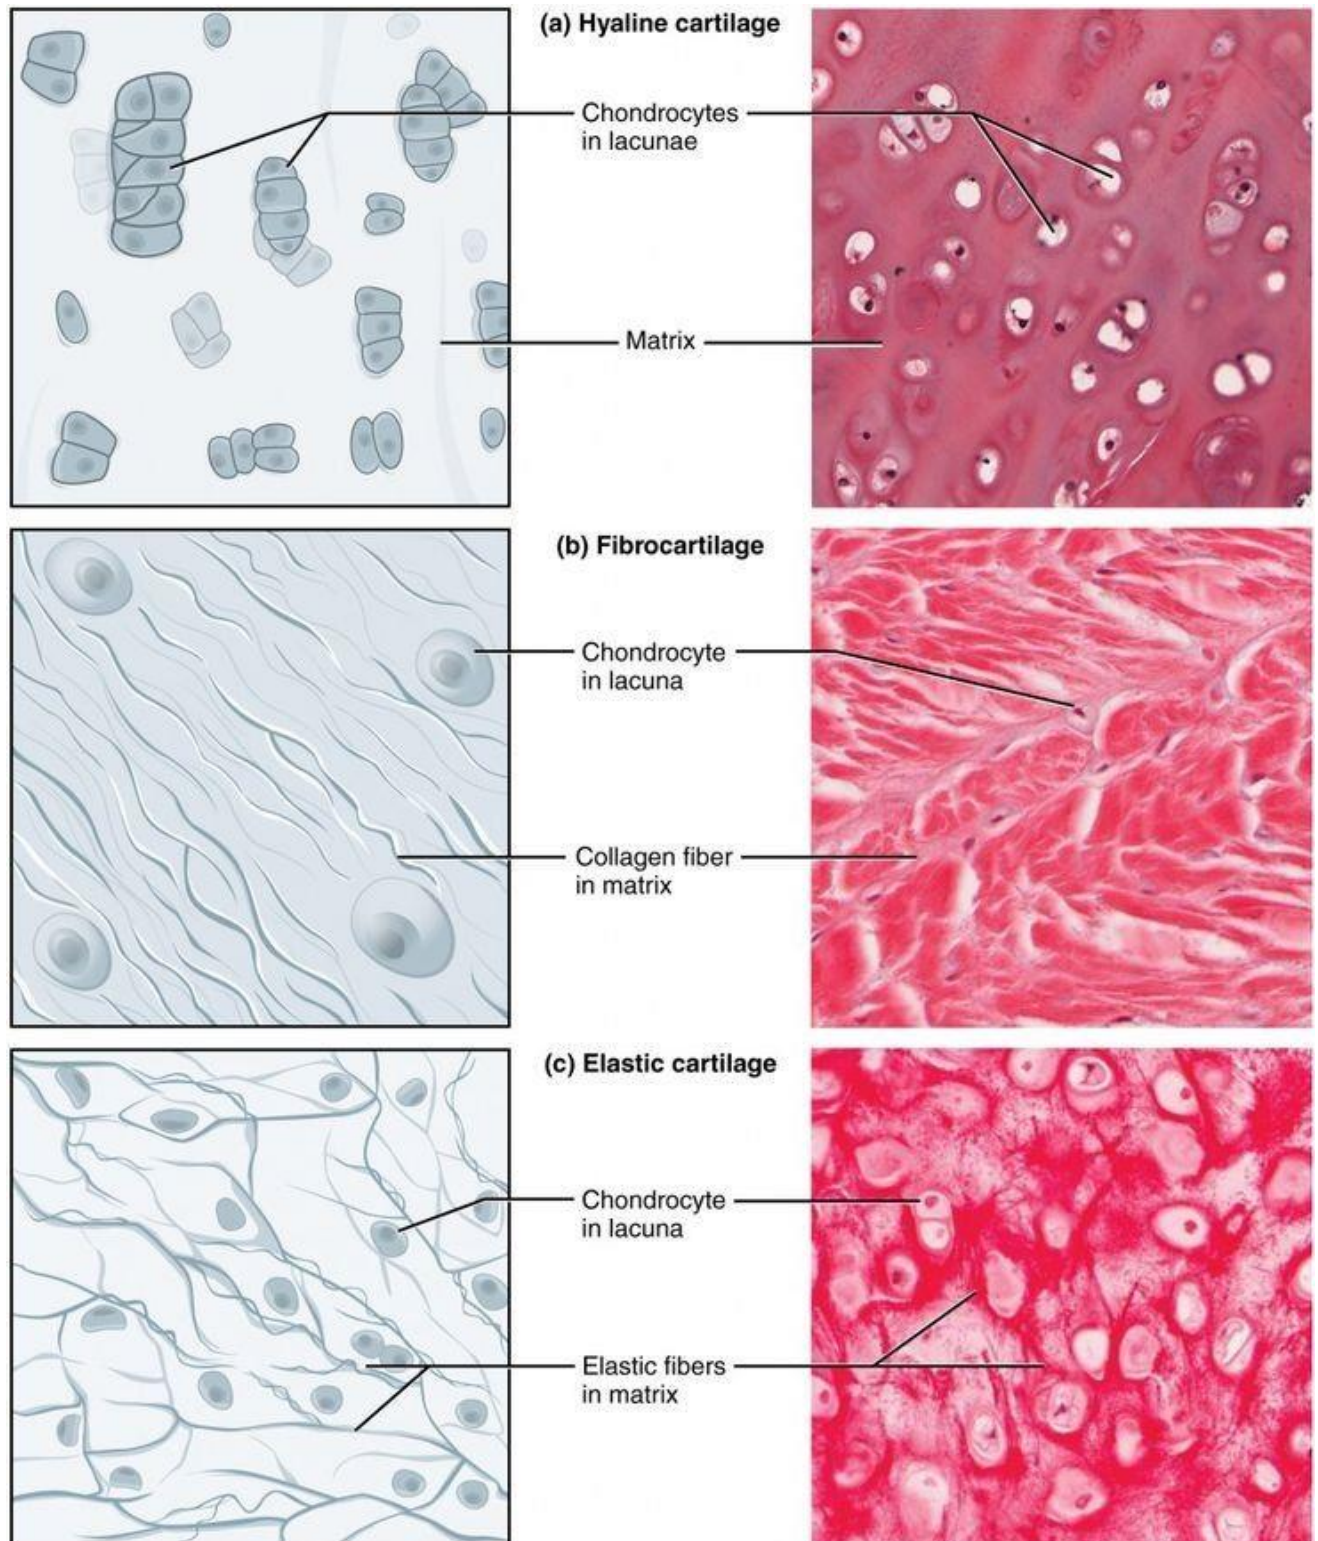 (a) Hyaline cartilage
Chondrocytes
in lacunae
Matrix
(b) Fibrocartilage
Chondrocyte
in lacuna
Collagen fiber
in matrix
(c) Elastic cartilage
Chondrocyte
in lacuna
Elastic fibers
in matrix